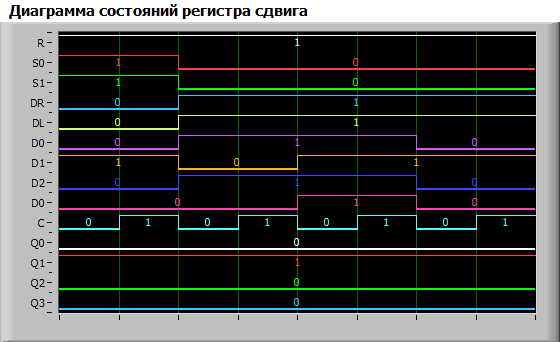 Диаграмма состояний регистра сдвига
R 1
S0 1 0
S1 1 0
DR 0 1
DL 0 1
D0 0 1 0
D1 1 0 1
D2 0 1 0
D0 0 1 0
C 0 1 0 1 0 1 0 1
Q0 0
Q1 1
Q2 0
Q3 0